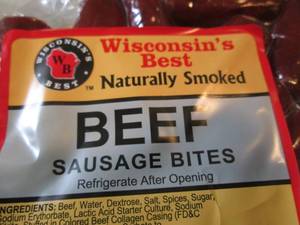 WISCONSIN'S
WB
BEST
TM
Wisconsin's
Best
Naturally Smoked
BEEF
SAUSAGE BITES
Refrigerate After Opening
INGREDIENTS: Beef, Water, Dextrose, Salt, Spices, Sugar,
Sodium Erythorbate, Lactic Acid Starter Culture, Sodium
Stuffed in Colored Beef Collagen Casing (FD&C